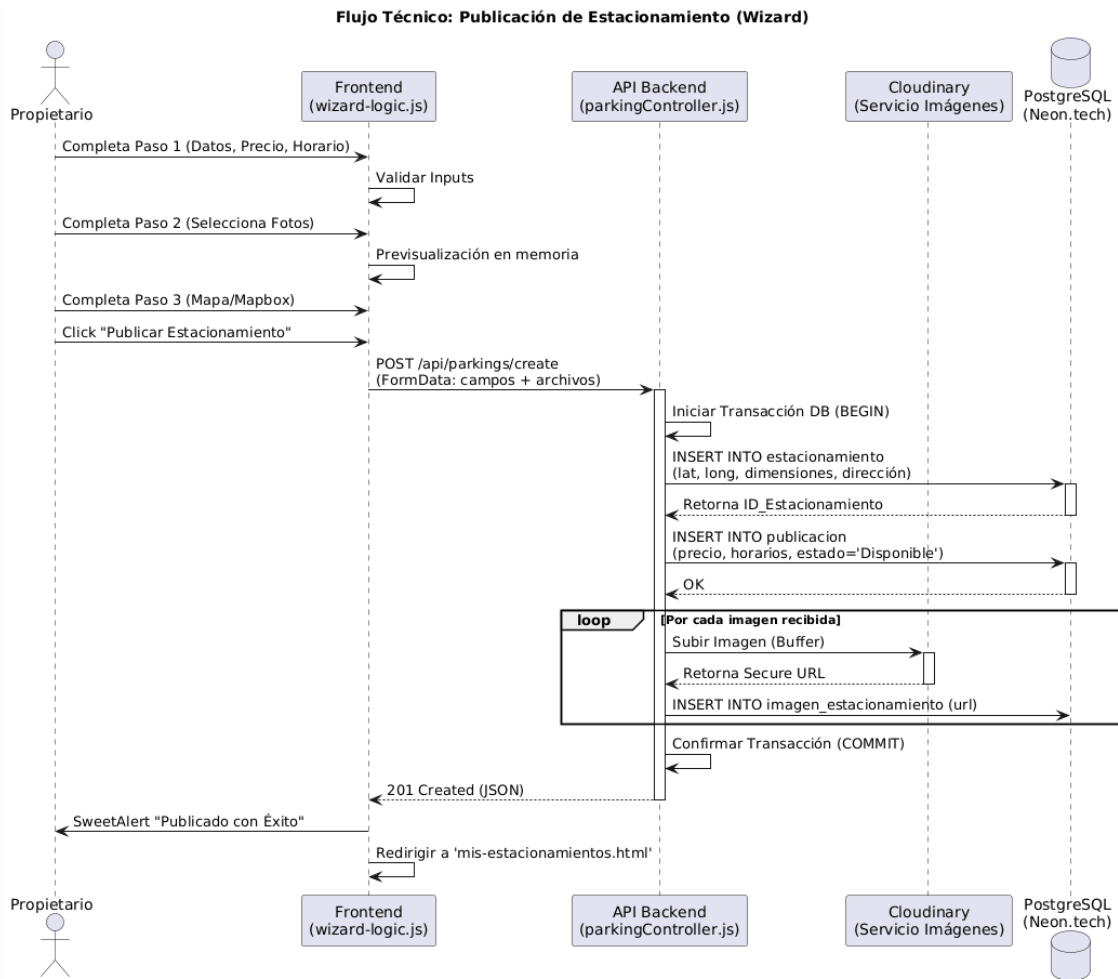 Flujo Técnico: Publicación de Estacionamiento (Wizard)
Propietario
Frontend
(wizard-logic.js)
API Backend
(parkingController.js)
Cloudinary
(Servicio Imágenes)
PostgreSQL
(Neon.tech)
Completa Paso 1 (Datos, Precio, Horario)
Validar Inputs
Completa Paso 2 (Selecciona Fotos)
Previsualización en memoria
Completa Paso 3 (Mapa/Mapbox)
Click "Publicar Estacionamiento"
POST /api/parkings/create
(FormData: campos + archivos)
Iniciar Transacción DB (BEGIN)
INSERT INTO estacionamiento
(lat, long, dimensiones, dirección)
Retorna ID_Estacionamiento
INSERT INTO publicacion
(precio, horarios, estado='Disponible')
OK
loop [Por cada imagen recibida]
Subir Imagen (Buffer)
Retorna Secure URL
INSERT INTO imagen_estacionamiento (url)
Confirmar Transacción (COMMIT)
201 Created (JSON)
SweetAlert "Publicado con Éxito"
Redirigir a 'mis-estacionamientos.html'
Propietario
Frontend
(wizard-logic.js)
API Backend
(parkingController.js)
Cloudinary
(Servicio Imágenes)
PostgreSQL
(Neon.tech)